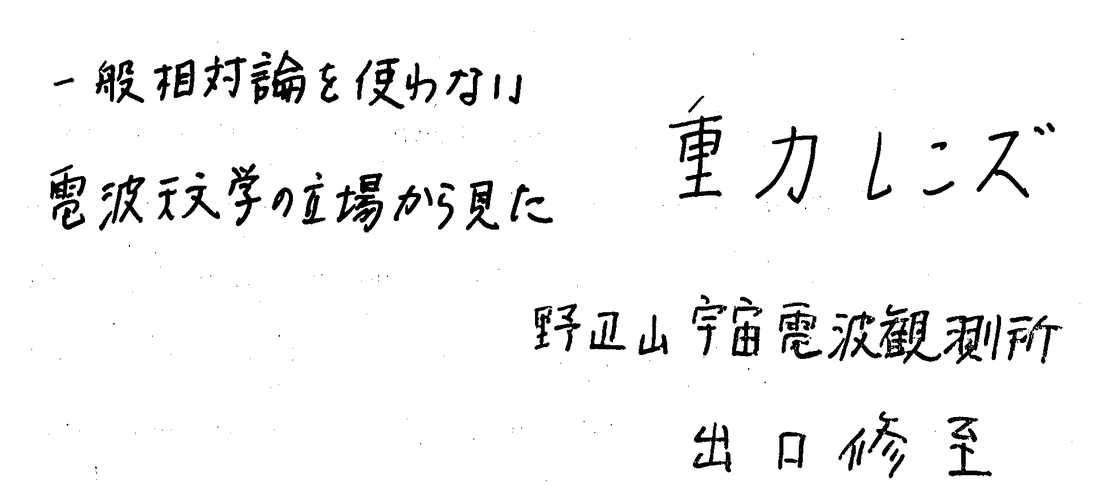 一般相対論を使わない
電波天文学の立場から見た
重力レンズ
野辺山宇宙電波観測所
出口修至